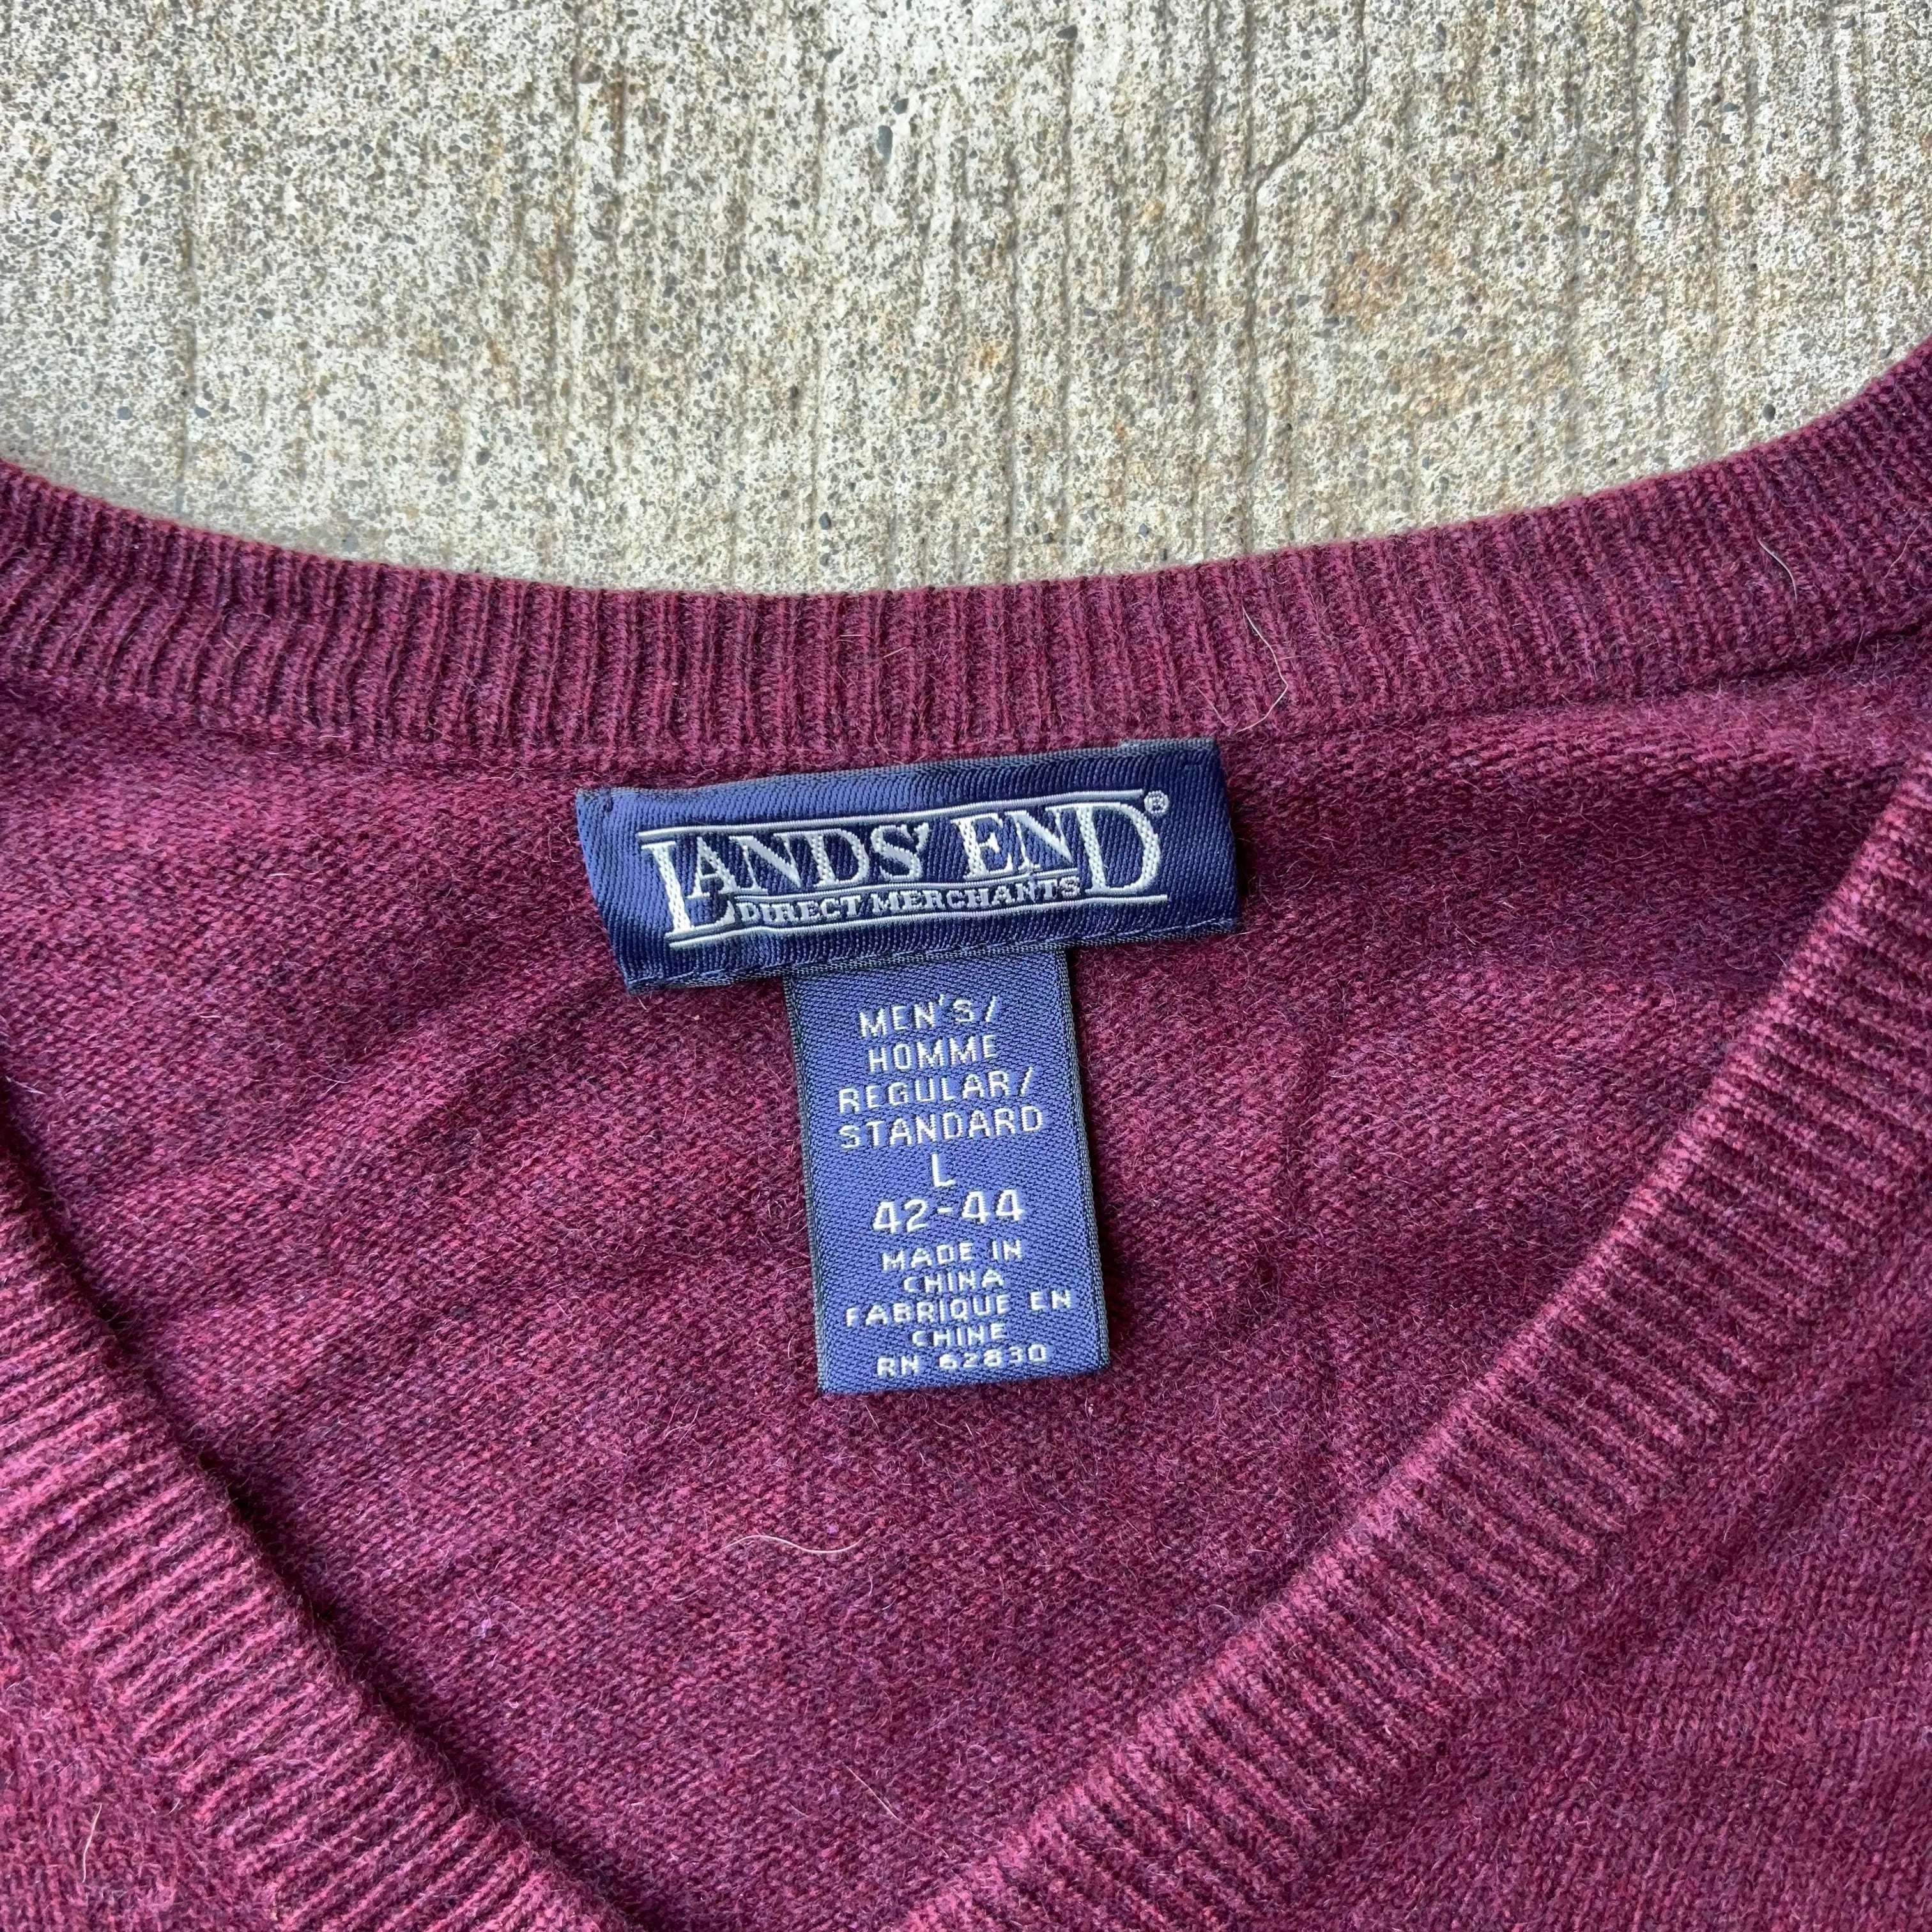 LANDS' END®
DIRECT MERCHANTS
MEN'S/
HOMME
REGULAR/
STANDARD
L
42-44
MADE IN
CHINA
FABRIQUE EN
CHINE
RN 62830